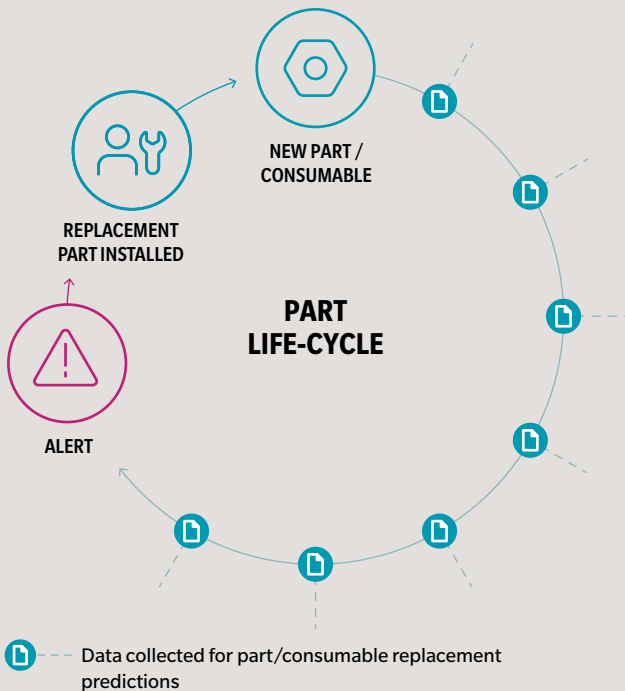 NEW PART /
CONSUMABLE
REPLACEMENT
PART INSTALLED
PART
LIFE-CYCLE
ALERT
Data collected for part/consumable replacement
predictions